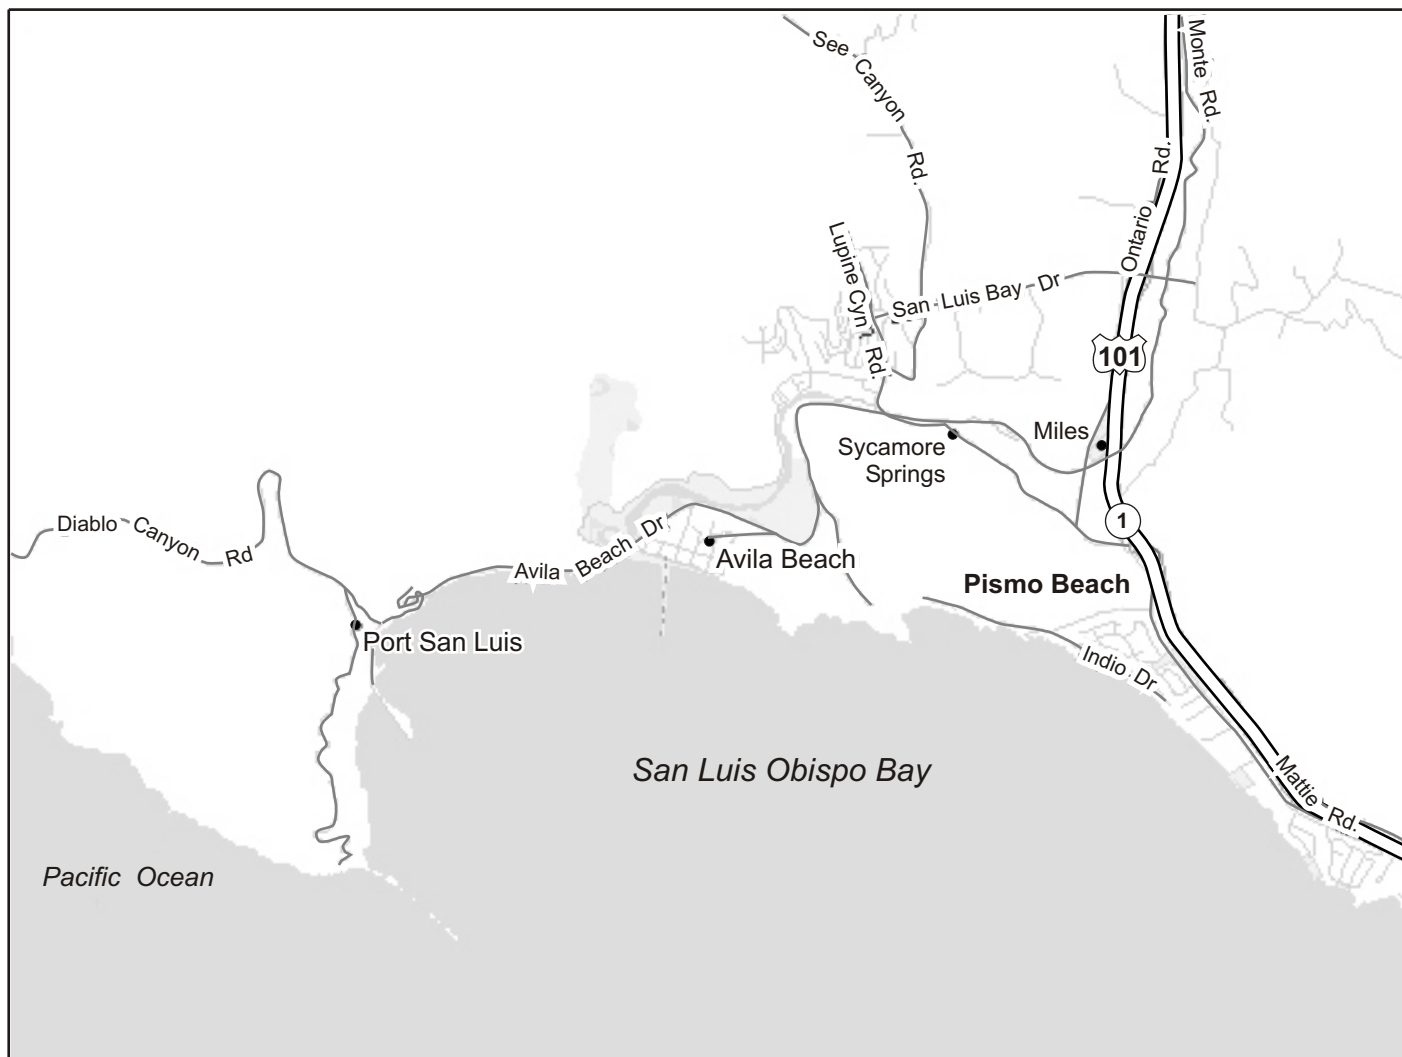 See Canyon Rd.
Monte Rd.
Ontario Rd.
Lupine Cyn Rd.
San Luis Bay Dr
101
Miles
Sycamore
Springs
1
Diablo Canyon Rd
Avila Beach Dr
Avila Beach
Pismo Beach
Port San Luis
Indio Dr
San Luis Obispo Bay
Mattie Rd.
Pacific Ocean